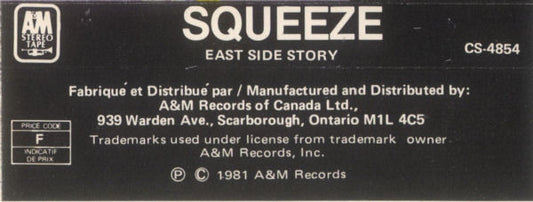 A&M
STEREO
TAPE
SQUEEZE
EAST SIDE STORY
CS-4854
Fabriqué et Distribué par / Manufactured and Distributed by:
A&M Records of Canada Ltd.,
939 Warden Ave., Scarborough, Ontario M1L 4C5
PRICE CODE
F
INDICATIF
DE PRIX
Trademarks used under license from trademark owner
A&M Records, Inc.
Ⓟ © 1981 A&M Records